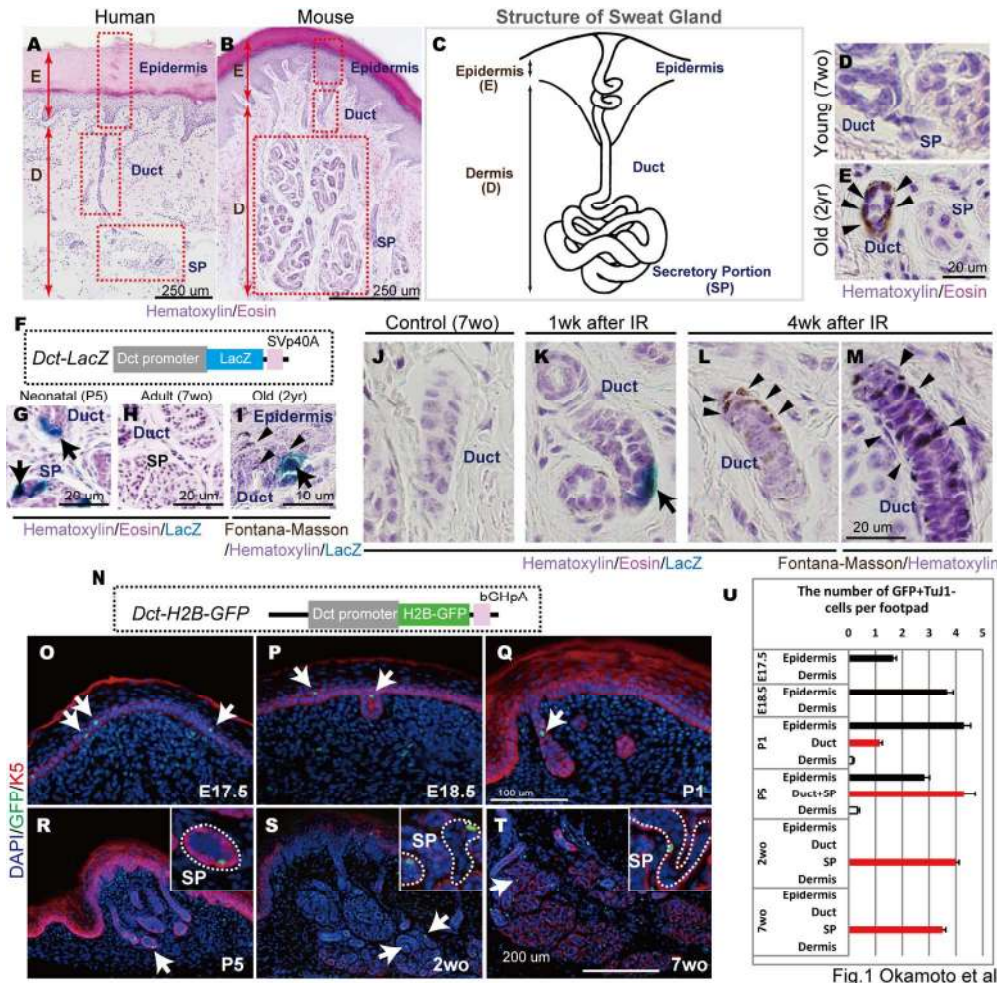 Human
Mouse
Structure of Sweat Gland
A
E
Epidermis
D
Duct
SP
250 um
B
E
Epidermis
Duct
D
SP
250 um
Hematoxylin/Eosin
C
Epidermis
(E)
Epidermis
Dermis
(D)
Duct
Secretory Portion
(SP)
Young (7wo)
D
Duct
SP
Old (2yr)
E
SP
Duct
20 um
Hematoxylin/Eosin
F
SVp40A
Dct-LacZ
Dct promoter
LacZ
Neonatal (P5)
Adult (7wo)
Old (2yr)
G
Duct
SP
20 um
H
Duct
SP
20 um
I
Epidermis
Duct
10 um
Hematoxylin/Eosin/LacZ
Fontana-Masson
/Hematoxylin/LacZ
Control (7wo)
1wk after IR
4wk after IR
J
Duct
K
Duct
L
Duct
M
Duct
20 um
Hematoxylin/Eosin/LacZ
Fontana-Masson/Hematoxylin
N
bGHpA
Dct-H2B-GFP
Dct promoter
H2B-GFP
DAPI/GFP/K5
O
E17.5
P
E18.5
Q
100 um
P1
R
SP
P5
S
SP
2wo
T
SP
200 um
7wo
U
The number of GFP+TuJ1-
cells per footpad
0 1 2 3 4 5
E17.5
Epidermis
Dermis
E18.5
Epidermis
Dermis
P1
Epidermis
Duct
Dermis
P5
Epidermis
Duct+SP
Dermis
2wo
Epidermis
Duct
SP
Dermis
7wo
Epidermis
Duct
SP
Dermis
Fig.1 Okamoto et al